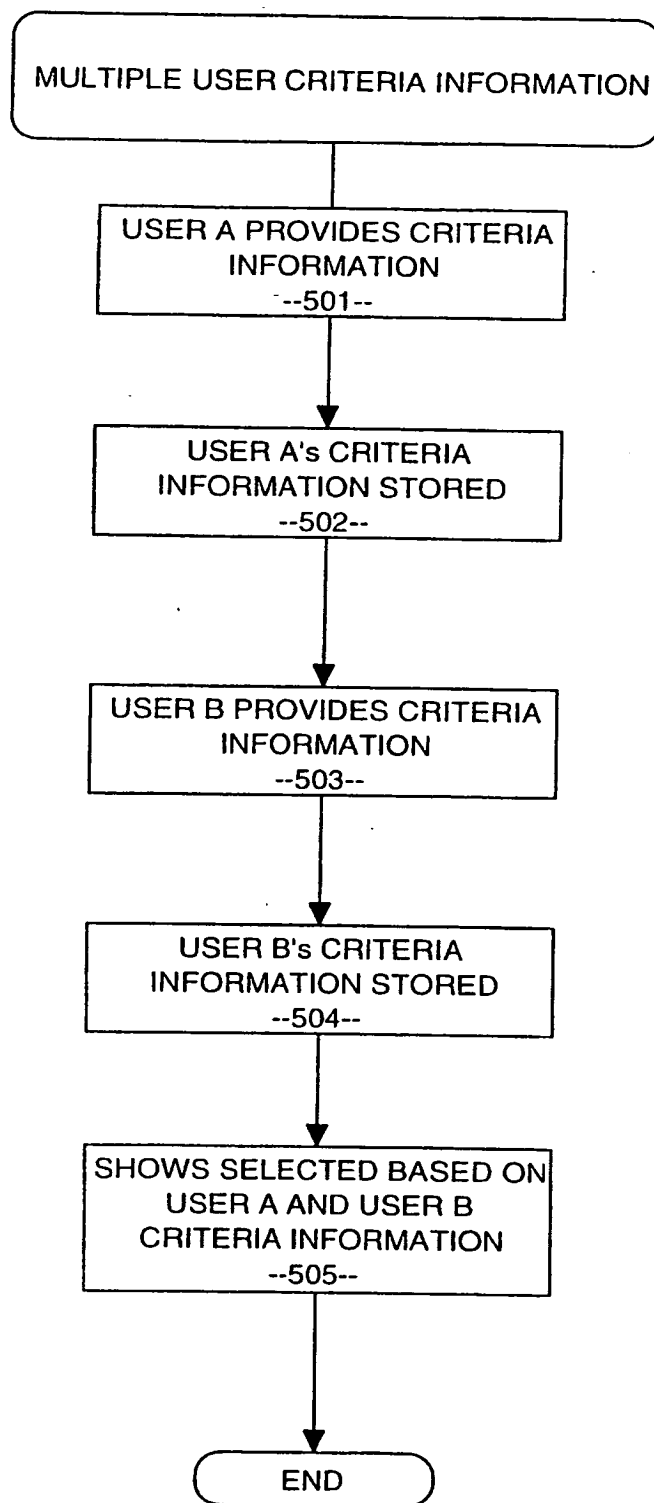 MULTIPLE USER CRITERIA INFORMATION
USER A PROVIDES CRITERIA
INFORMATION
--501--
USER A's CRITERIA
INFORMATION STORED
--502--
USER B PROVIDES CRITERIA
INFORMATION
--503--
USER B's CRITERIA
INFORMATION STORED
--504--
SHOWS SELECTED BASED ON
USER A AND USER B
CRITERIA INFORMATION
--505--
END